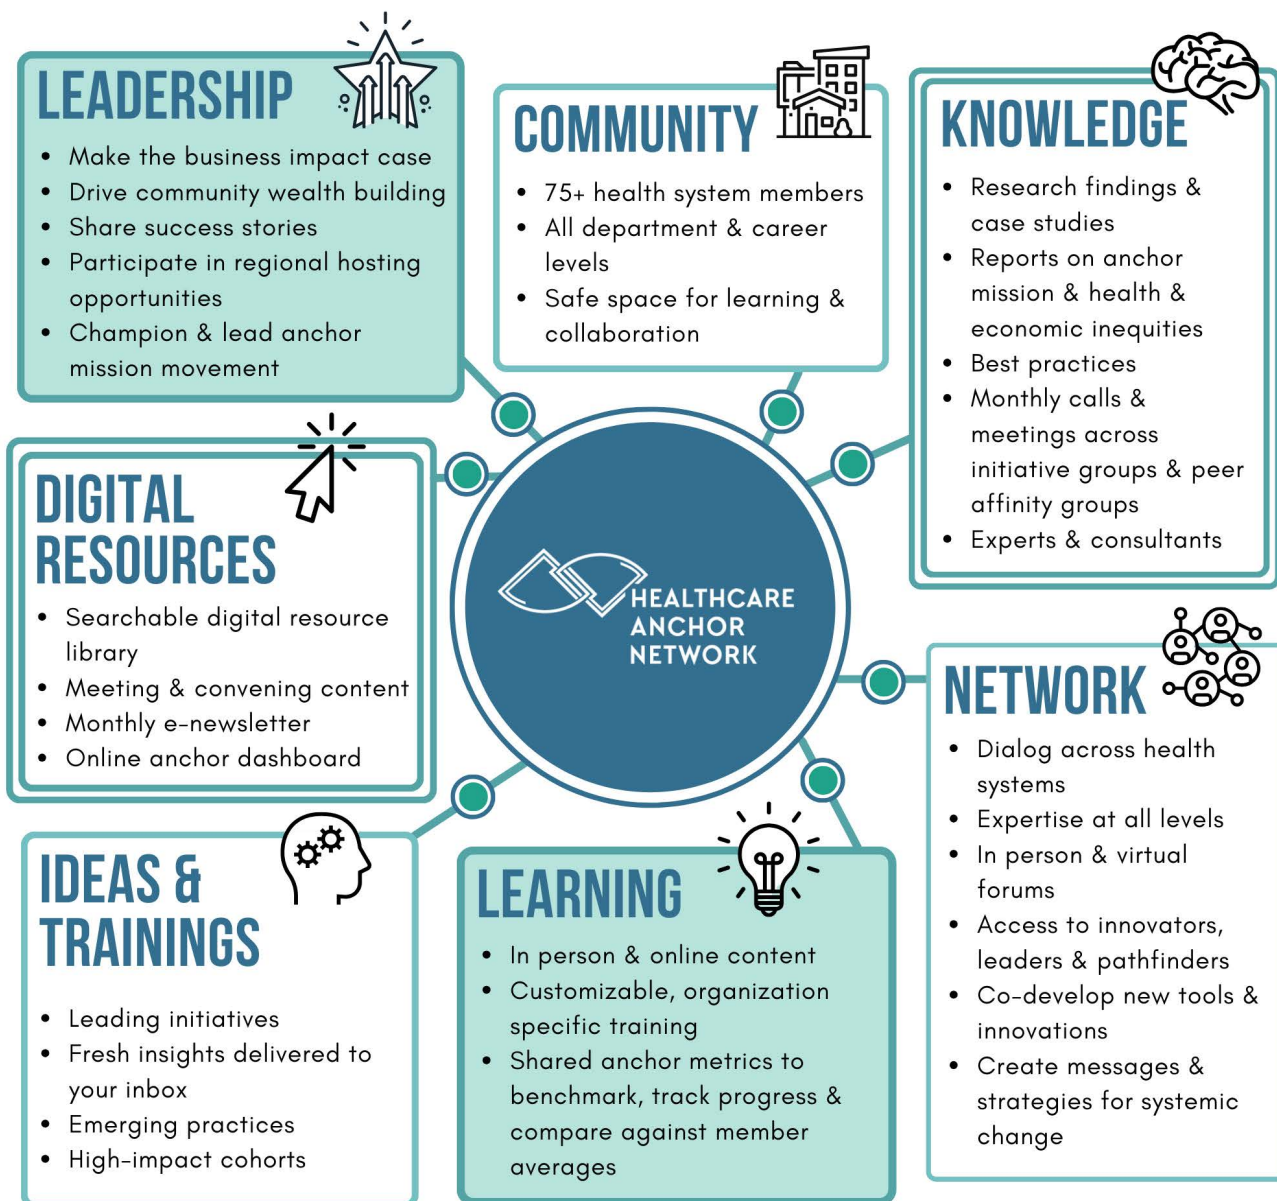 LEADERSHIP
• Make the business impact case
• Drive community wealth building
• Share success stories
• Participate in regional hosting
opportunities
• Champion & lead anchor
mission movement
COMMUNITY
• 75+ health system members
• All department & career
levels
• Safe space for learning &
collaboration
KNOWLEDGE
• Research findings &
case studies
• Reports on anchor
mission & health &
economic inequities
• Best practices
• Monthly calls &
meetings across
initiative groups & peer
affinity groups
• Experts & consultants
DIGITAL
RESOURCES
• Searchable digital resource
library
• Meeting & convening content
• Monthly e-newsletter
• Online anchor dashboard
HEALTHCARE
ANCHOR
NETWORK
NETWORK
• Dialog across health
systems
• Expertise at all levels
• In person & virtual
forums
• Access to innovators,
leaders & pathfinders
• Co-develop new tools &
innovations
• Create messages &
strategies for systemic
change
IDEAS &
TRAININGS
• Leading initiatives
• Fresh insights delivered to
your inbox
• Emerging practices
• High-impact cohorts
LEARNING
• In person & online content
• Customizable, organization
specific training
• Shared anchor metrics to
benchmark, track progress &
compare against member
averages